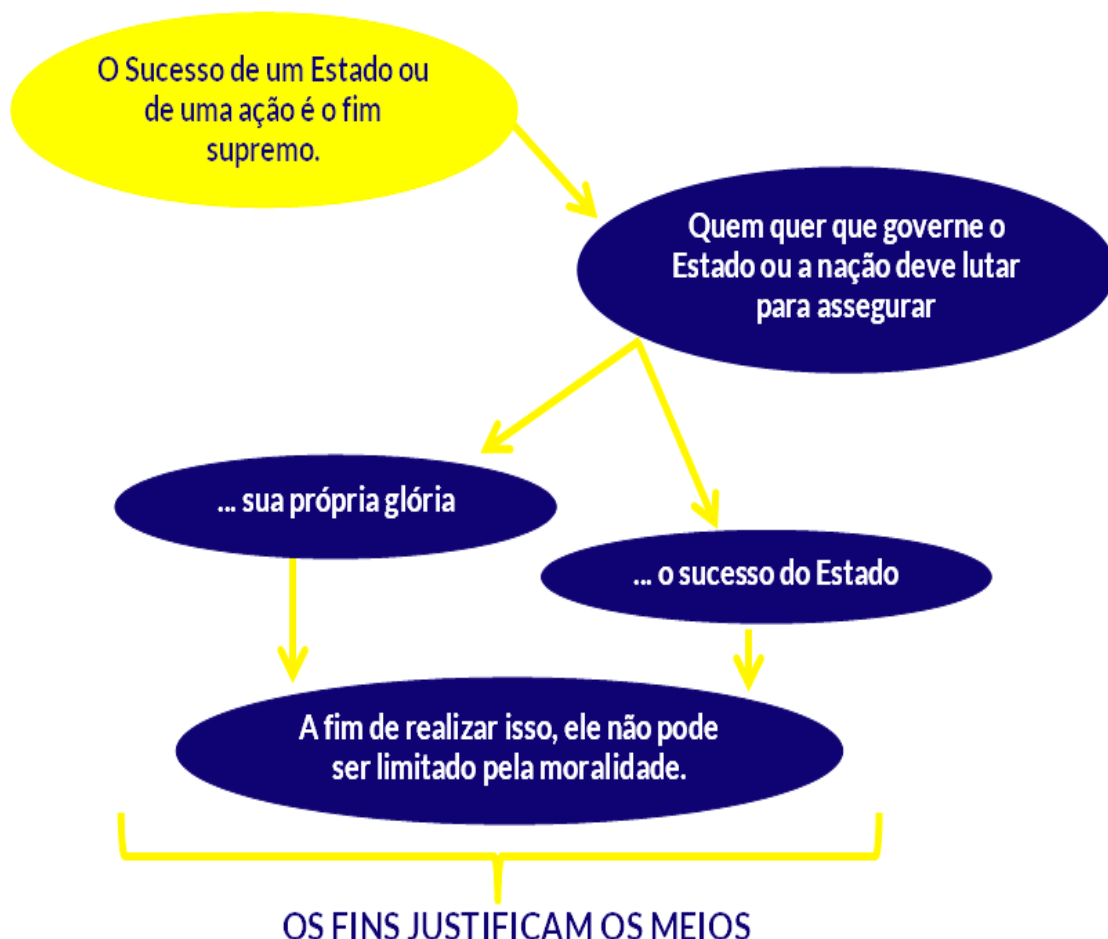 O Sucesso de um Estado ou
de uma ação é o fim
supremo.
Quem quer que governe o
Estado ou a nação deve lutar
para assegurar
... sua própria glória
... o sucesso do Estado
A fim de realizar isso, ele não pode
ser limitado pela moralidade.
OS FINS JUSTIFICAM OS MEIOS